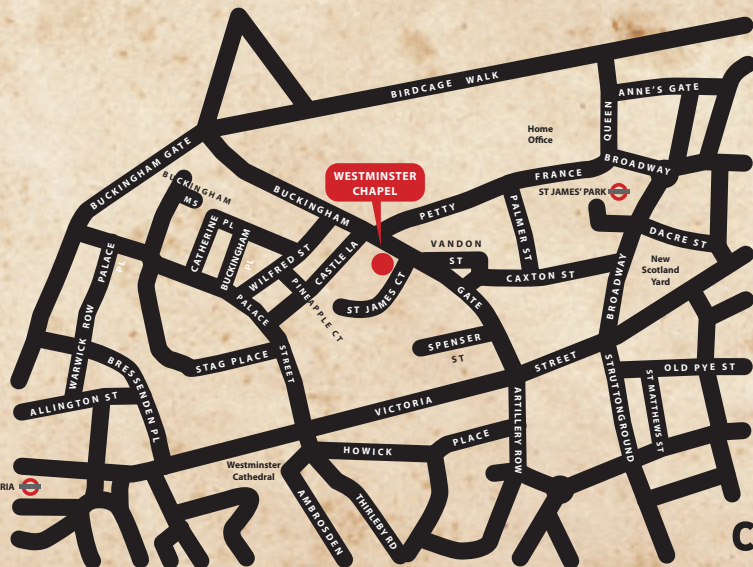 BIRDCAGE WALK
ANNE'S GATE
QUEEN
Home
Office
BUCKINGHAM GATE
BROADWAY
FRANCE
WESTMINSTER
CHAPEL
BUCKINGHAM
MS
ST JAMES' PARK
BUCKINGHAM
PETTY
PALMER ST
CATHERINE
PL
BUCKINGHAM
PL
WILFRED ST
CASTLE LA
VANDON
ST
DACRE ST
PALACE
PL
New
Scotland
Yard
CAXTON ST
BROADWAY
PINEAPPLE CT
ST JAMES CT
GATE
PALACE
STREET
WARWICK ROW
SPENSER
ST
STAG PLACE
BRESSENDEN PL
STREET
STRUTTONGROUND
OLD PYE ST
ST MATTHEWS ST
ALLINGTON ST
VICTORIA
ARTILLERY ROW
PLACE
HOWICK
Westminster
Cathedral
RIA
AMBROSDEN
THIRLEBY RD
C